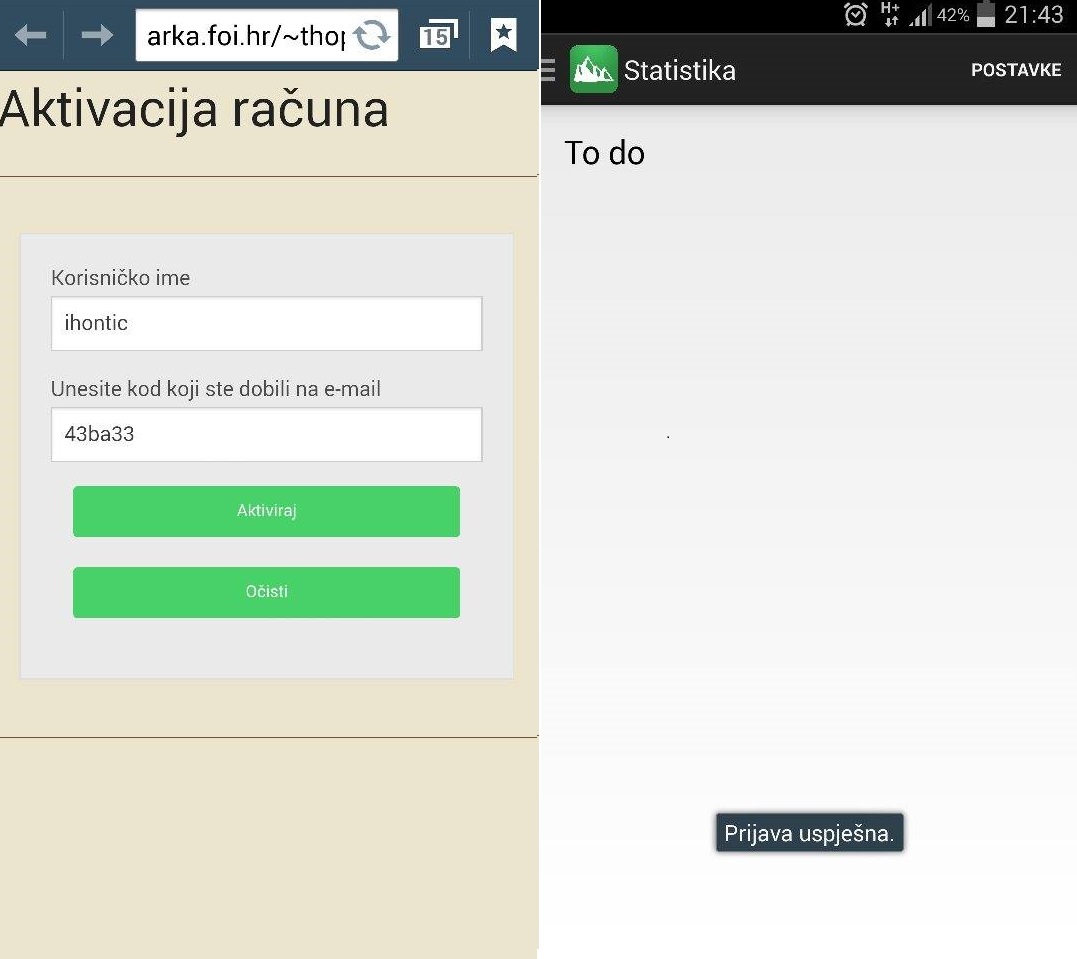 arka.foi.hr/~thop
15
Aktivacija računa
Korisničko ime
ihontic
Unesite kod koji ste dobili na e-mail
43ba33
Aktiviraj
Očisti
H+ 42% 21:43
Statistika POSTAVKE
To do
Prijava uspješna.